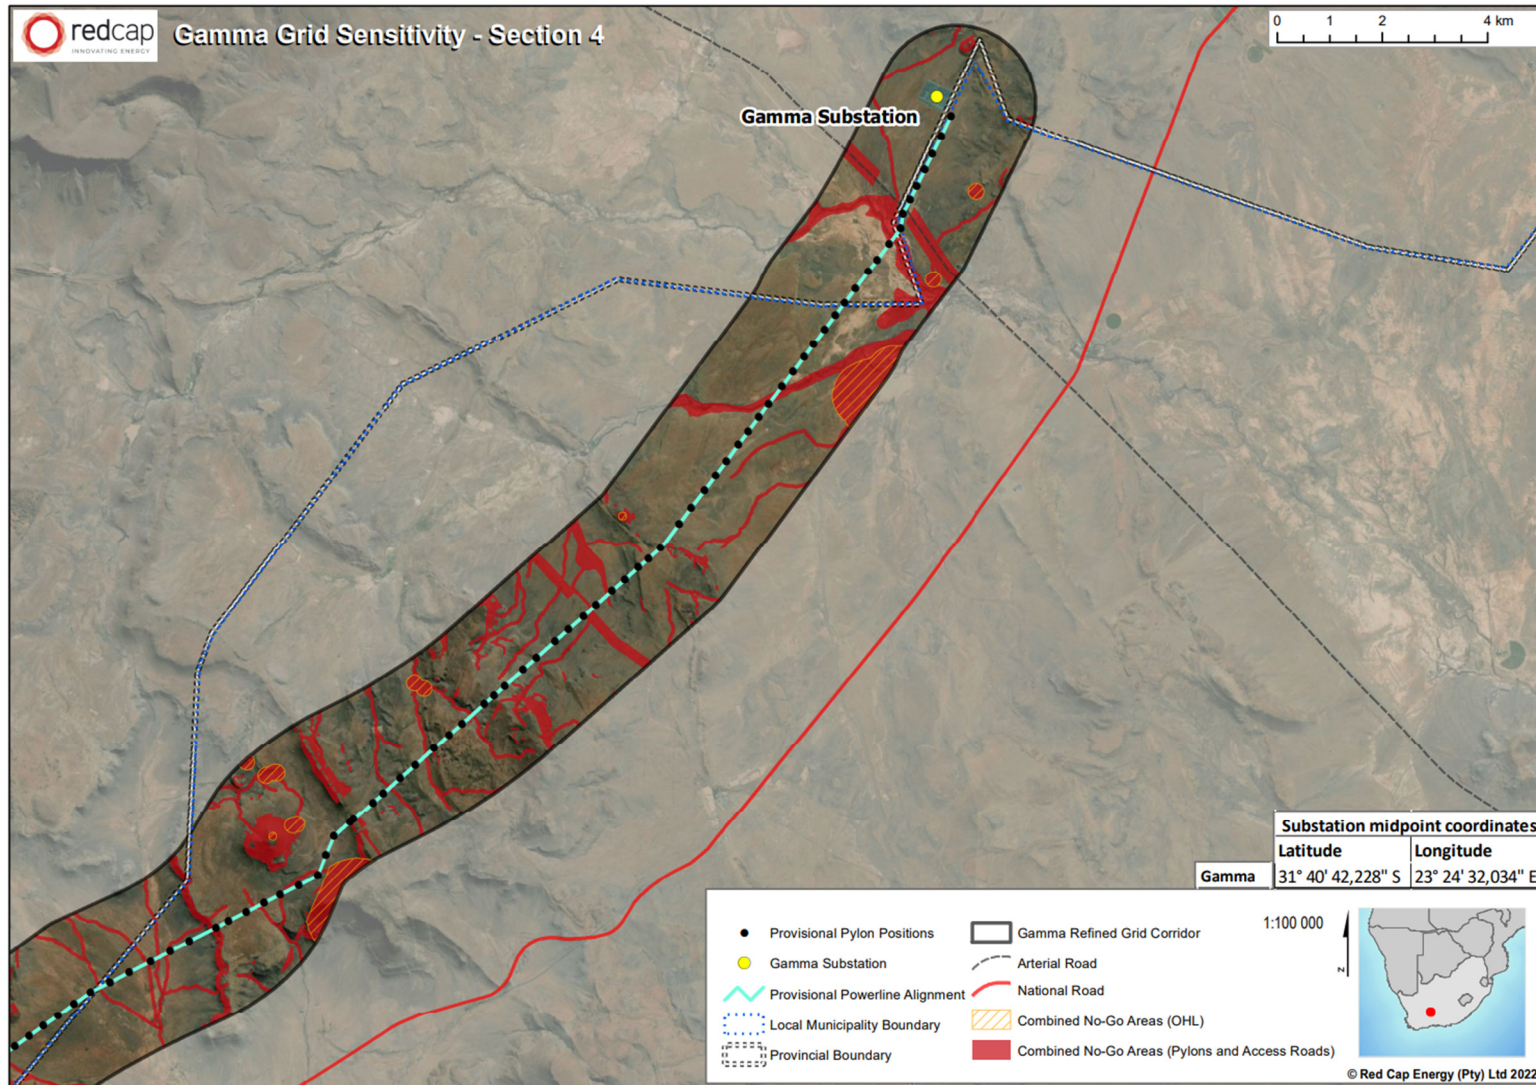 redcap
INNOVATING ENERGY
Gamma Grid Sensitivity - Section 4
0 1 2 4 km
Gamma Substation
Substation midpoint coordinates
Latitude Longitude
Gamma 31° 40' 42,228" S 23° 24' 32,034" E
Provisional Pylon Positions
Gamma Substation
Provisional Powerline Alignment
Local Municipality Boundary
Provincial Boundary
Gamma Refined Grid Corridor
Arterial Road
National Road
Combined No-Go Areas (OHL)
Combined No-Go Areas (Pylons and Access Roads)
1:100 000
N
© Red Cap Energy (Pty) Ltd 2022